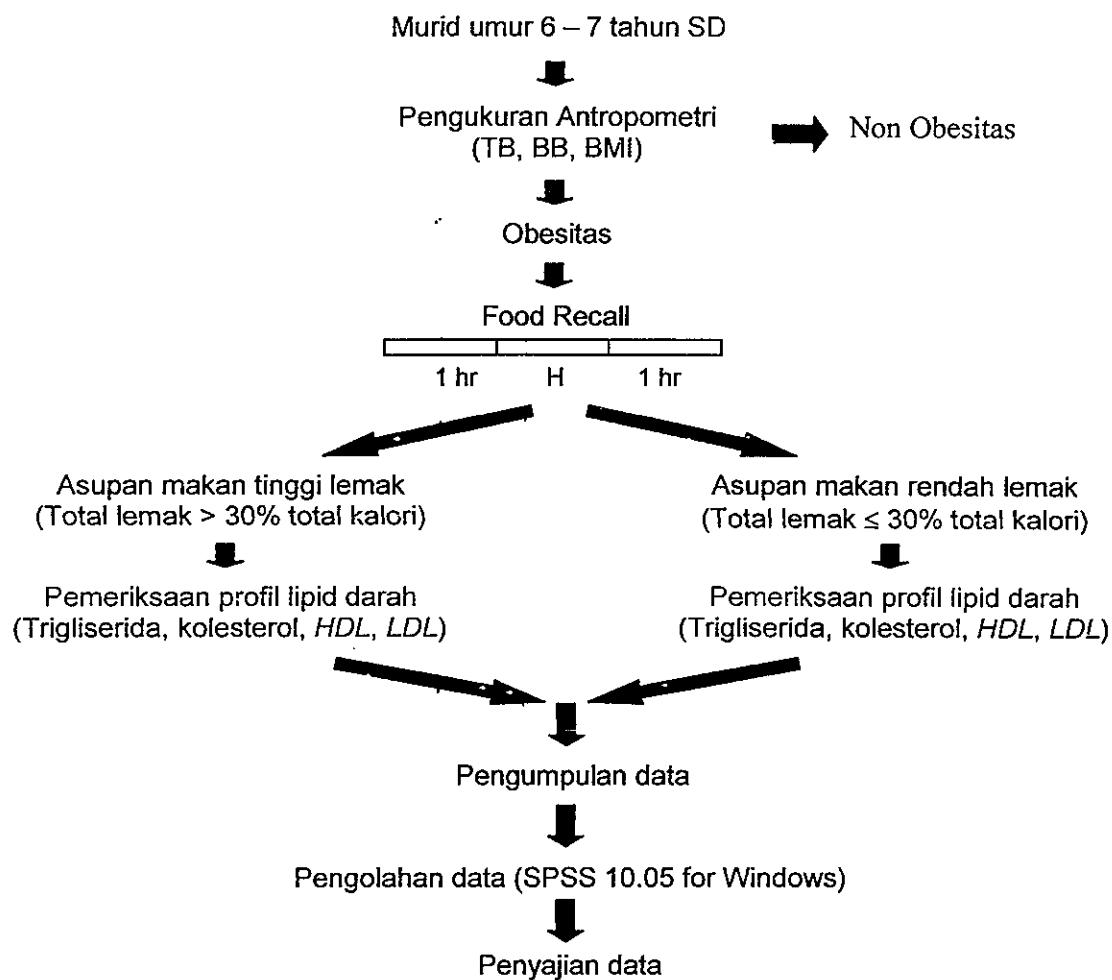 Murid umur 6 – 7 tahun SD
Pengukuran Antropometri
(TB, BB, BMI)
Non Obesitas
Obesitas
Food Recall
1 hr H 1 hr
Asupan makan tinggi lemak
(Total lemak > 30% total kalori)
Asupan makan rendah lemak
(Total lemak ≤ 30% total kalori)
Pemeriksaan profil lipid darah
(Trigliserida, kolesterol, HDL, LDL)
Pemeriksaan profil lipid darah
(Trigliserida, kolesterol, HDL, LDL)
Pengumpulan data
Pengolahan data (SPSS 10.05 for Windows)
Penyajian data